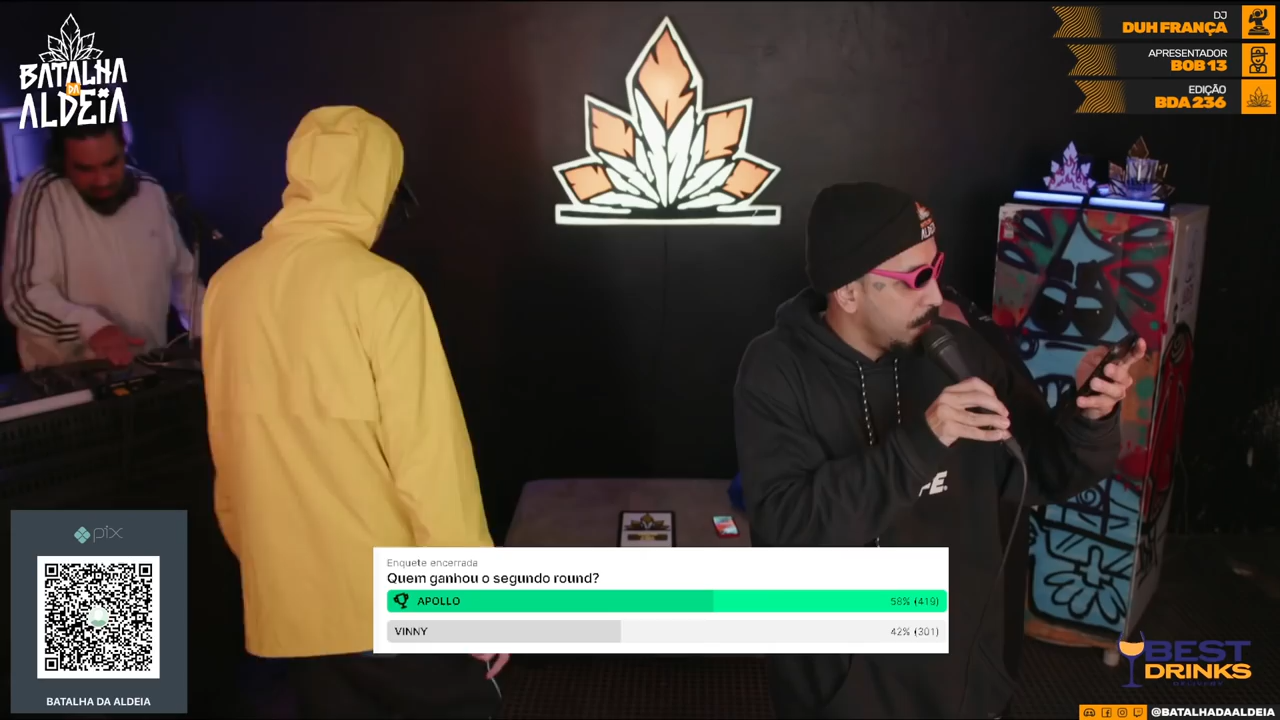 BATALHA
DA
ALDEIA
DJ
DUH FRANÇA
APRESENTADOR
BOB 13
EDIÇÃO
BDA 236
pix
BATALHA DA ALDEIA
Enquete encerrada
Quem ganhou o segundo round?
APOLLO
58% (419)
VINNY
42% (301)
BEST
DRINKS
@BATALHADAALDEIA